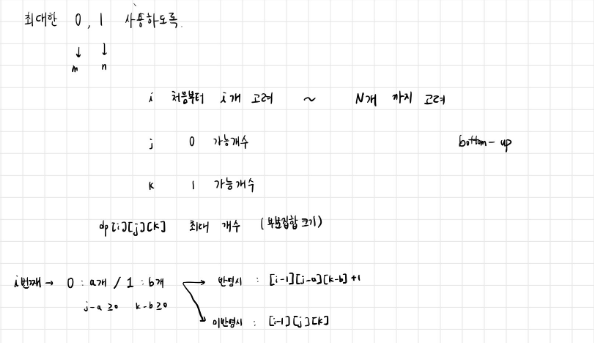 최대한 0, 1 사용하도록.
↓ ↓
m n
i 처음부터 i개 고려 ~ N개 까지 고려
j 0 가능개수 bottom-up
k 1 가능개수
dp[i][j][k] 최대 개수 (부분집합 크기)
i번째 → 0 : a개 / 1 : b개 → 반영시 : [i-1][j-a][k-b]+1
j-a ≥0 k-b≥0
미반영시 : [i-1][j][k]